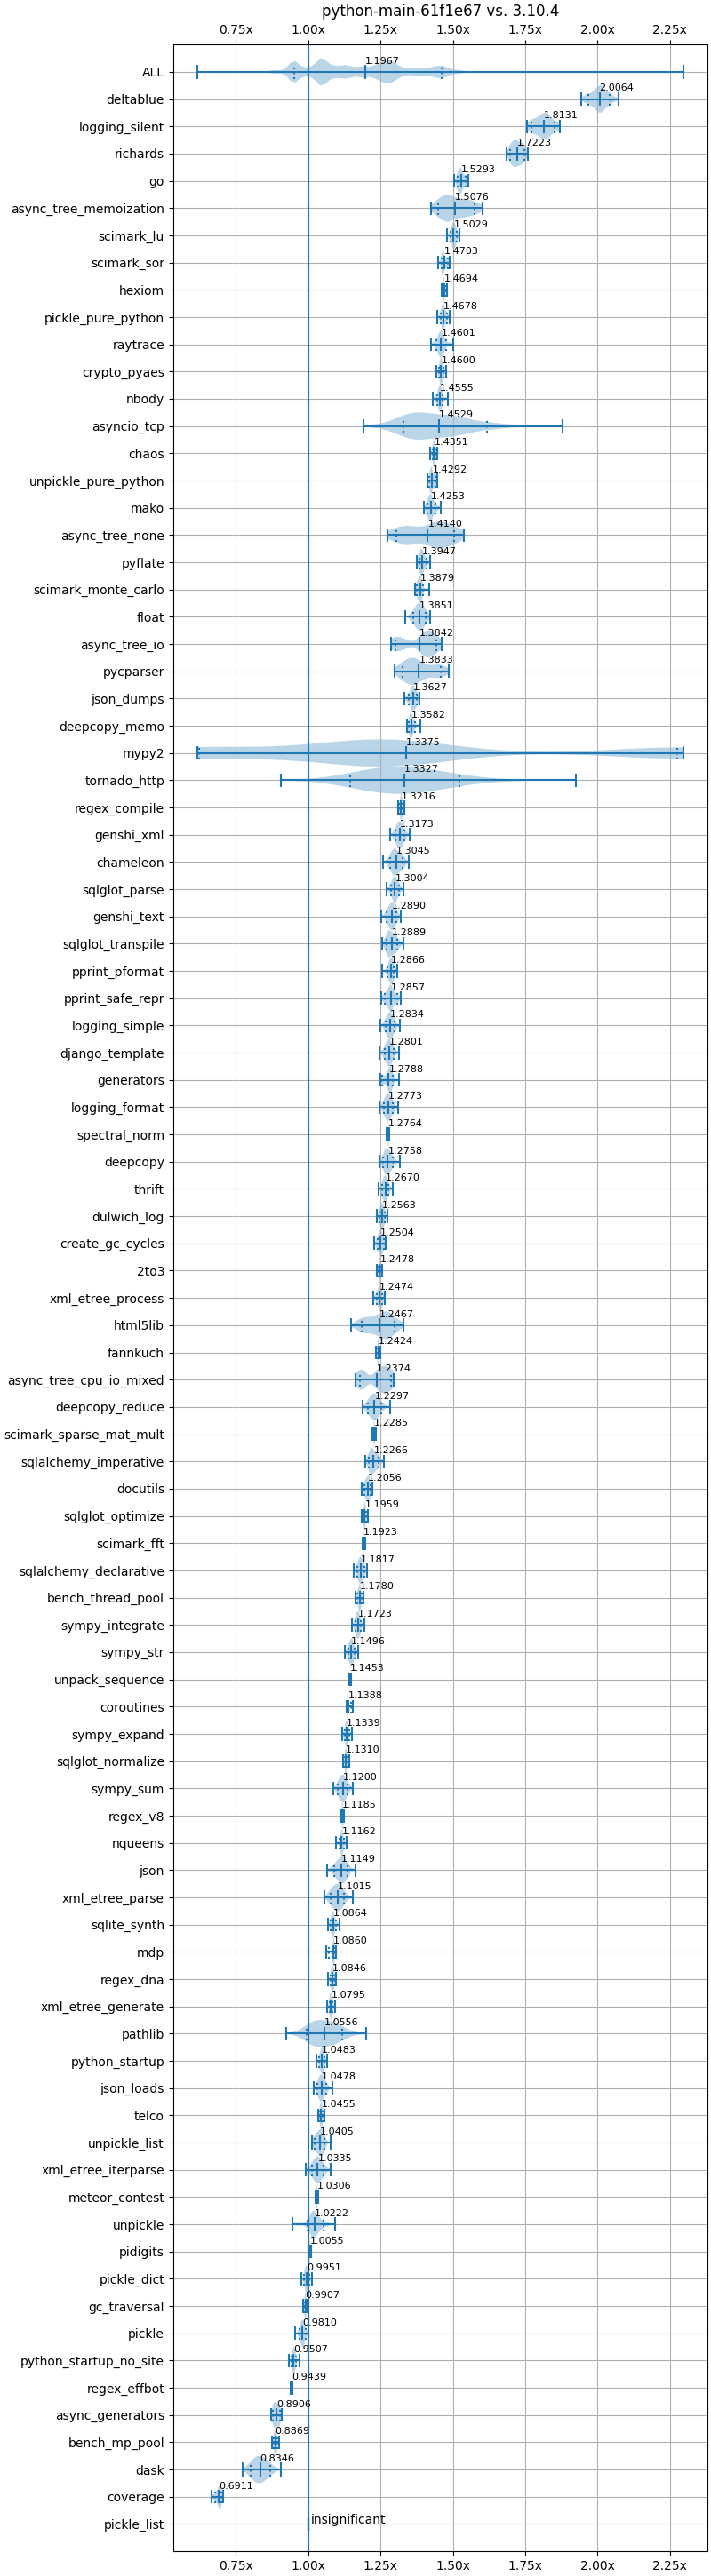 python-main-61f1e67 vs. 3.10.4
0.75x 1.00x 1.25x 1.50x 1.75x 2.00x 2.25x
ALL 1.1967
deltablue 2.0064
logging_silent 1.8131
richards 1.7223
go 1.5293
async_tree_memoization 1.5076
scimark_lu 1.5029
scimark_sor 1.4703
hexiom 1.4694
pickle_pure_python 1.4678
raytrace 1.4601
crypto_pyaes 1.4600
nbody 1.4555
asyncio_tcp 1.4529
chaos 1.4351
unpickle_pure_python 1.4292
mako 1.4253
async_tree_none 1.4140
pyflate 1.3947
scimark_monte_carlo 1.3879
float 1.3851
async_tree_io 1.3842
pycparser 1.3833
json_dumps 1.3627
deepcopy_memo 1.3582
mypy2 1.3375
tornado_http 1.3327
regex_compile 1.3216
genshi_xml 1.3173
chameleon 1.3045
sqlglot_parse 1.3004
genshi_text 1.2890
sqlglot_transpile 1.2889
pprint_pformat 1.2866
pprint_safe_repr 1.2857
logging_simple 1.2834
django_template 1.2801
generators 1.2788
logging_format 1.2773
spectral_norm 1.2764
deepcopy 1.2758
thrift 1.2670
dulwich_log 1.2563
create_gc_cycles 1.2504
2to3 1.2478
xml_etree_process 1.2474
html5lib 1.2467
fannkuch 1.2424
async_tree_cpu_io_mixed 1.2374
deepcopy_reduce 1.2297
scimark_sparse_mat_mult 1.2285
sqlalchemy_imperative 1.2266
docutils 1.2056
sqlglot_optimize 1.1959
scimark_fft 1.1923
sqlalchemy_declarative 1.1817
bench_thread_pool 1.1780
sympy_integrate 1.1723
sympy_str 1.1496
unpack_sequence 1.1453
coroutines 1.1388
sympy_expand 1.1339
sqlglot_normalize 1.1310
sympy_sum 1.1200
regex_v8 1.1185
nqueens 1.1162
json 1.1149
xml_etree_parse 1.1015
sqlite_synth 1.0864
mdp 1.0860
regex_dna 1.0846
xml_etree_generate 1.0795
pathlib 1.0556
python_startup 1.0483
json_loads 1.0478
telco 1.0455
unpickle_list 1.0405
xml_etree_iterparse 1.0335
meteor_contest 1.0306
unpickle 1.0222
pidigits 1.0055
pickle_dict 0.9951
gc_traversal 0.9907
pickle 0.9810
python_startup_no_site 0.9507
regex_effbot 0.9439
async_generators 0.8906
bench_mp_pool 0.8869
dask 0.8346
coverage 0.6911
pickle_list insignificant
0.75x 1.00x 1.25x 1.50x 1.75x 2.00x 2.25x